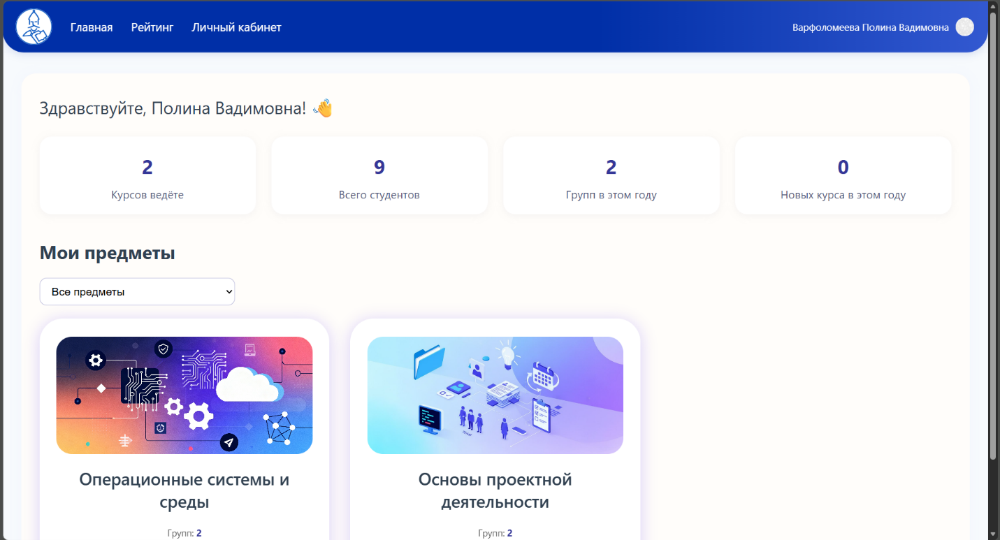 Главная Рейтинг Личный кабинет Варфоломеева Полина Вадимовна
Здравствуйте, Полина Вадимовна! 👋
2 9 2 0
Курсов ведёте Всего студентов Групп в этом году Новых курса в этом году
Мои предметы
Все предметы
Операционные системы и
среды
Основы проектной
деятельности
Групп: 2
Групп: 2